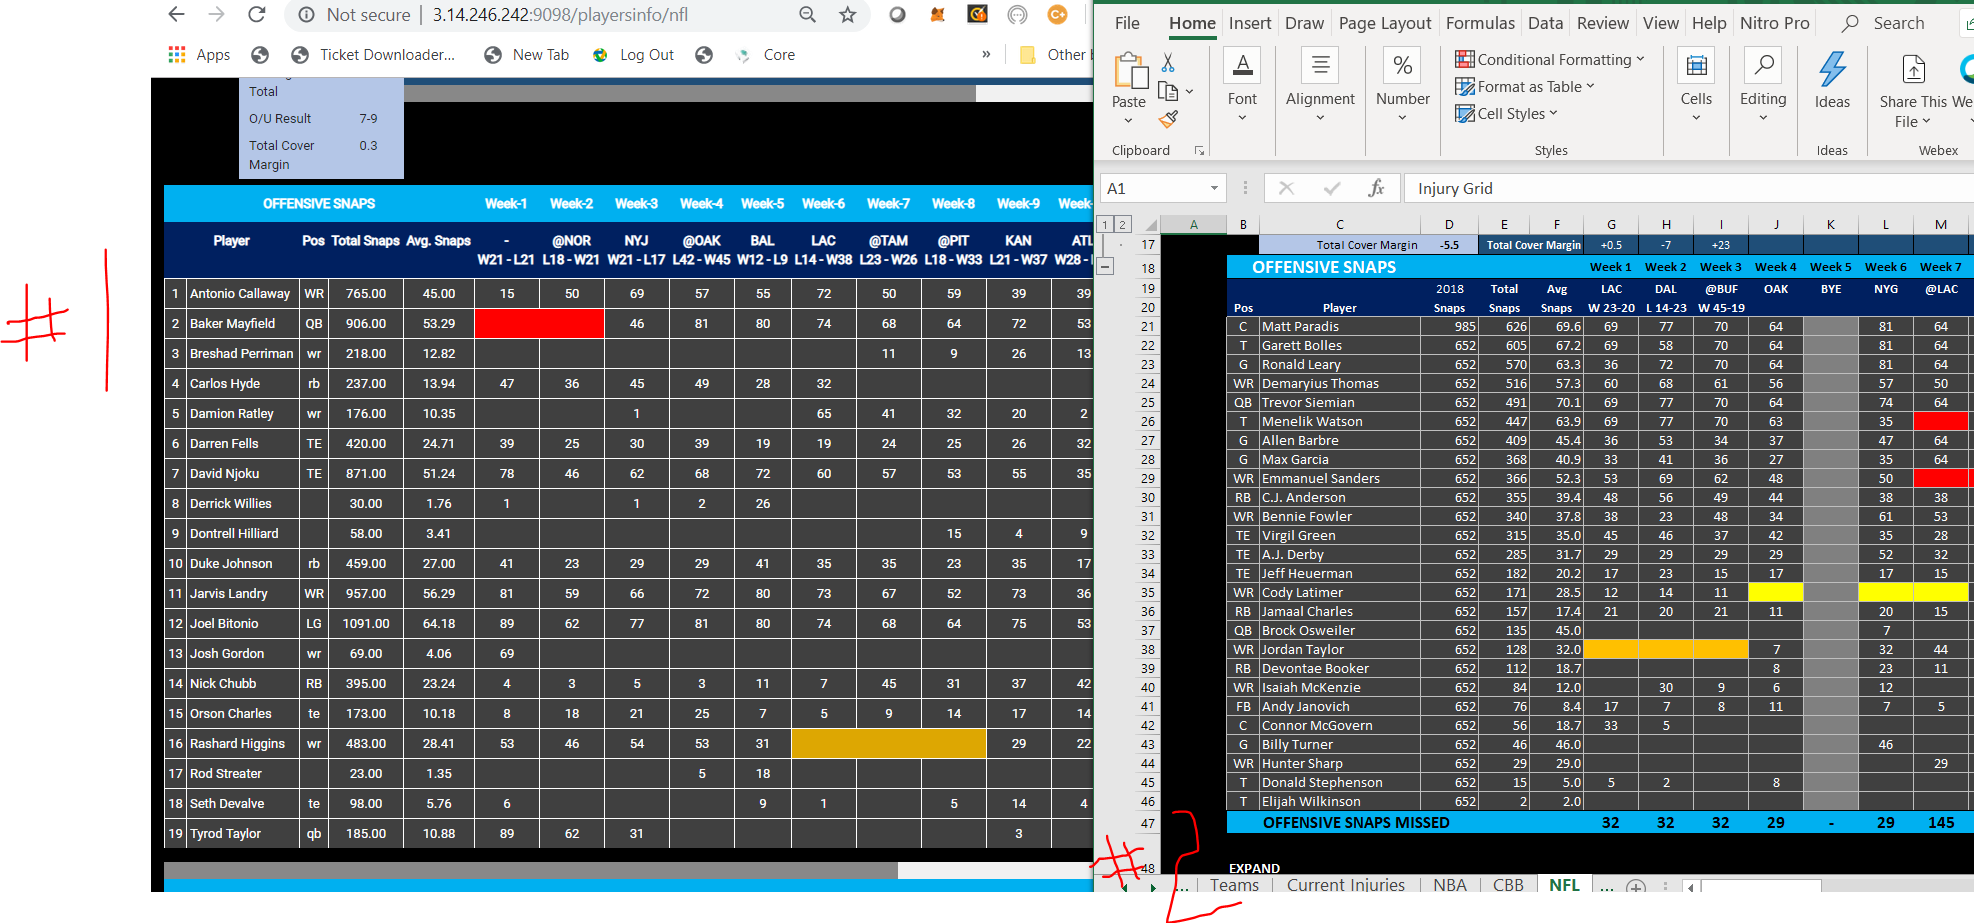 Not secure | 3.14.246.242:9098/playersinfo/nfl
Apps Ticket Downloader... New Tab Log Out Core » Other
Total
O/U Result 7-9
Total Cover 0.3
Margin
OFFENSIVE SNAPS Week-1 Week-2 Week-3 Week-4 Week-5 Week-6 Week-7 Week-8 Week-9 Week-
Player Pos Total Snaps Avg. Snaps - @NOR NYJ @OAK BAL LAC @TAM @PIT KAN ATL
W21 - L21 L18 - W21 W21 - L17 L42 - W45 W12 - L9 L14 - W38 L23 - W26 L18 - W33 L21 - W37 W28 -
1 Antonio Callaway WR 765.00 45.00 15 50 69 57 55 72 50 59 39 39
2 Baker Mayfield QB 906.00 53.29 46 81 80 74 68 64 72 53
3 Breshad Perriman wr 218.00 12.82 11 9 26 13
4 Carlos Hyde rb 237.00 13.94 47 36 45 49 28 32
5 Damion Ratley wr 176.00 10.35 1 65 41 32 20 2
6 Darren Fells TE 420.00 24.71 39 25 30 39 19 19 24 25 26 32
7 David Njoku TE 871.00 51.24 78 46 62 68 72 60 57 53 55 35
8 Derrick Willies 30.00 1.76 1 1 2 26
9 Dontrell Hilliard 58.00 3.41 15 4 9
10 Duke Johnson rb 459.00 27.00 41 23 29 29 41 35 35 23 35 17
11 Jarvis Landry WR 957.00 56.29 81 59 66 72 80 73 67 52 73 36
12 Joel Bitonio LG 1091.00 64.18 89 62 77 81 80 74 68 64 75 53
13 Josh Gordon wr 69.00 4.06 69
14 Nick Chubb RB 395.00 23.24 4 3 5 3 11 7 45 31 37 42
15 Orson Charles te 173.00 10.18 8 18 21 25 7 5 9 14 17 14
16 Rashard Higgins wr 483.00 28.41 53 46 54 53 31 29 22
17 Rod Streater 23.00 1.35 5 18
18 Seth Devalve te 98.00 5.76 6 9 1 5 14 4
19 Tyrod Taylor qb 185.00 10.88 89 62 31 3
#1
File Home Insert Draw Page Layout Formulas Data Review View Help Nitro Pro Search
Paste Font Alignment Number Conditional Formatting Format as Table Cell Styles Cells Editing Ideas Share This File We
Clipboard Styles Ideas Webex
A1 fx Injury Grid
1 2 A B C D E F G H I J K L M
17 Total Cover Margin -5.5 Total Cover Margin +0.5 -7 +23
18 OFFENSIVE SNAPS Week 1 Week 2 Week 3 Week 4 Week 5 Week 6 Week 7
19 2018 Total Avg LAC DAL @BUF OAK BYE NYG @LAC
20 Pos Player Snaps Snaps Snaps W 23-20 L 14-23 W 45-19
21 C Matt Paradis 985 626 69.6 69 77 70 64 81 64
22 T Garett Bolles 652 605 67.2 69 58 70 64 81 64
23 G Ronald Leary 652 570 63.3 36 72 70 64 81 64
24 WR Demaryius Thomas 652 516 57.3 60 68 61 56 57 50
25 QB Trevor Siemian 652 491 70.1 69 77 70 64 74 64
26 T Menelik Watson 652 447 63.9 69 77 70 63 35
27 G Allen Barbre 652 409 45.4 36 53 34 37 47 64
28 G Max Garcia 652 368 40.9 33 41 36 27 35 64
29 WR Emmanuel Sanders 652 366 52.3 53 69 62 48 50
30 RB C.J. Anderson 652 355 39.4 48 56 49 44 38 38
31 WR Bennie Fowler 652 340 37.8 38 23 48 34 61 53
32 TE Virgil Green 652 315 35.0 45 46 37 42 35 28
33 TE A.J. Derby 652 285 31.7 29 29 29 29 52 32
34 TE Jeff Heuerman 652 182 20.2 17 23 15 17 17 15
35 WR Cody Latimer 652 171 28.5 12 14 11
36 RB Jamaal Charles 652 157 17.4 21 20 21 11 20 15
37 QB Brock Osweiler 652 135 45.0 7
38 WR Jordan Taylor 652 128 32.0 7 32 44
39 RB Devontae Booker 652 112 18.7 8 23 11
40 WR Isaiah McKenzie 652 84 12.0 30 9 6 12
41 FB Andy Janovich 652 76 8.4 17 7 8 11 7 5
42 C Connor McGovern 652 56 18.7 33 5
43 G Billy Turner 652 46 46.0 46
44 WR Hunter Sharp 652 29 29.0 29
45 T Donald Stephenson 652 15 5.0 5 2 8
46 T Elijah Wilkinson 652 2 2.0
47 OFFENSIVE SNAPS MISSED 32 32 32 29 - 29 145
48 EXPAND
... Teams Current Injuries NBA CBB NFL ...
#2